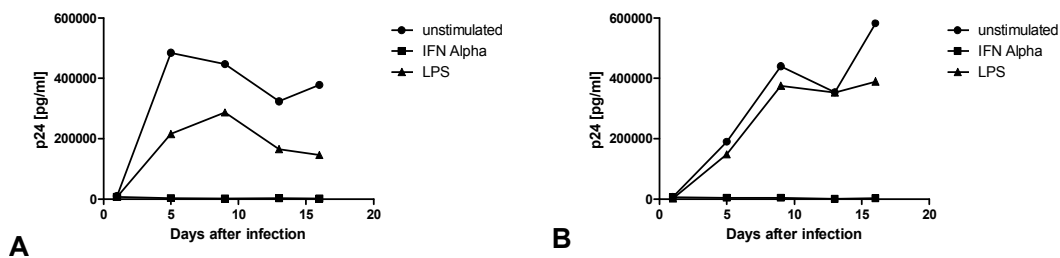 600000
400000
200000
0
p24 [pg/ml]
0 5 10 15 20
Days after infection
unstimulated
IFN Alpha
LPS
A
600000
400000
200000
0
p24 [pg/ml]
0 5 10 15 20
Days after infection
unstimulated
IFN Alpha
LPS
B